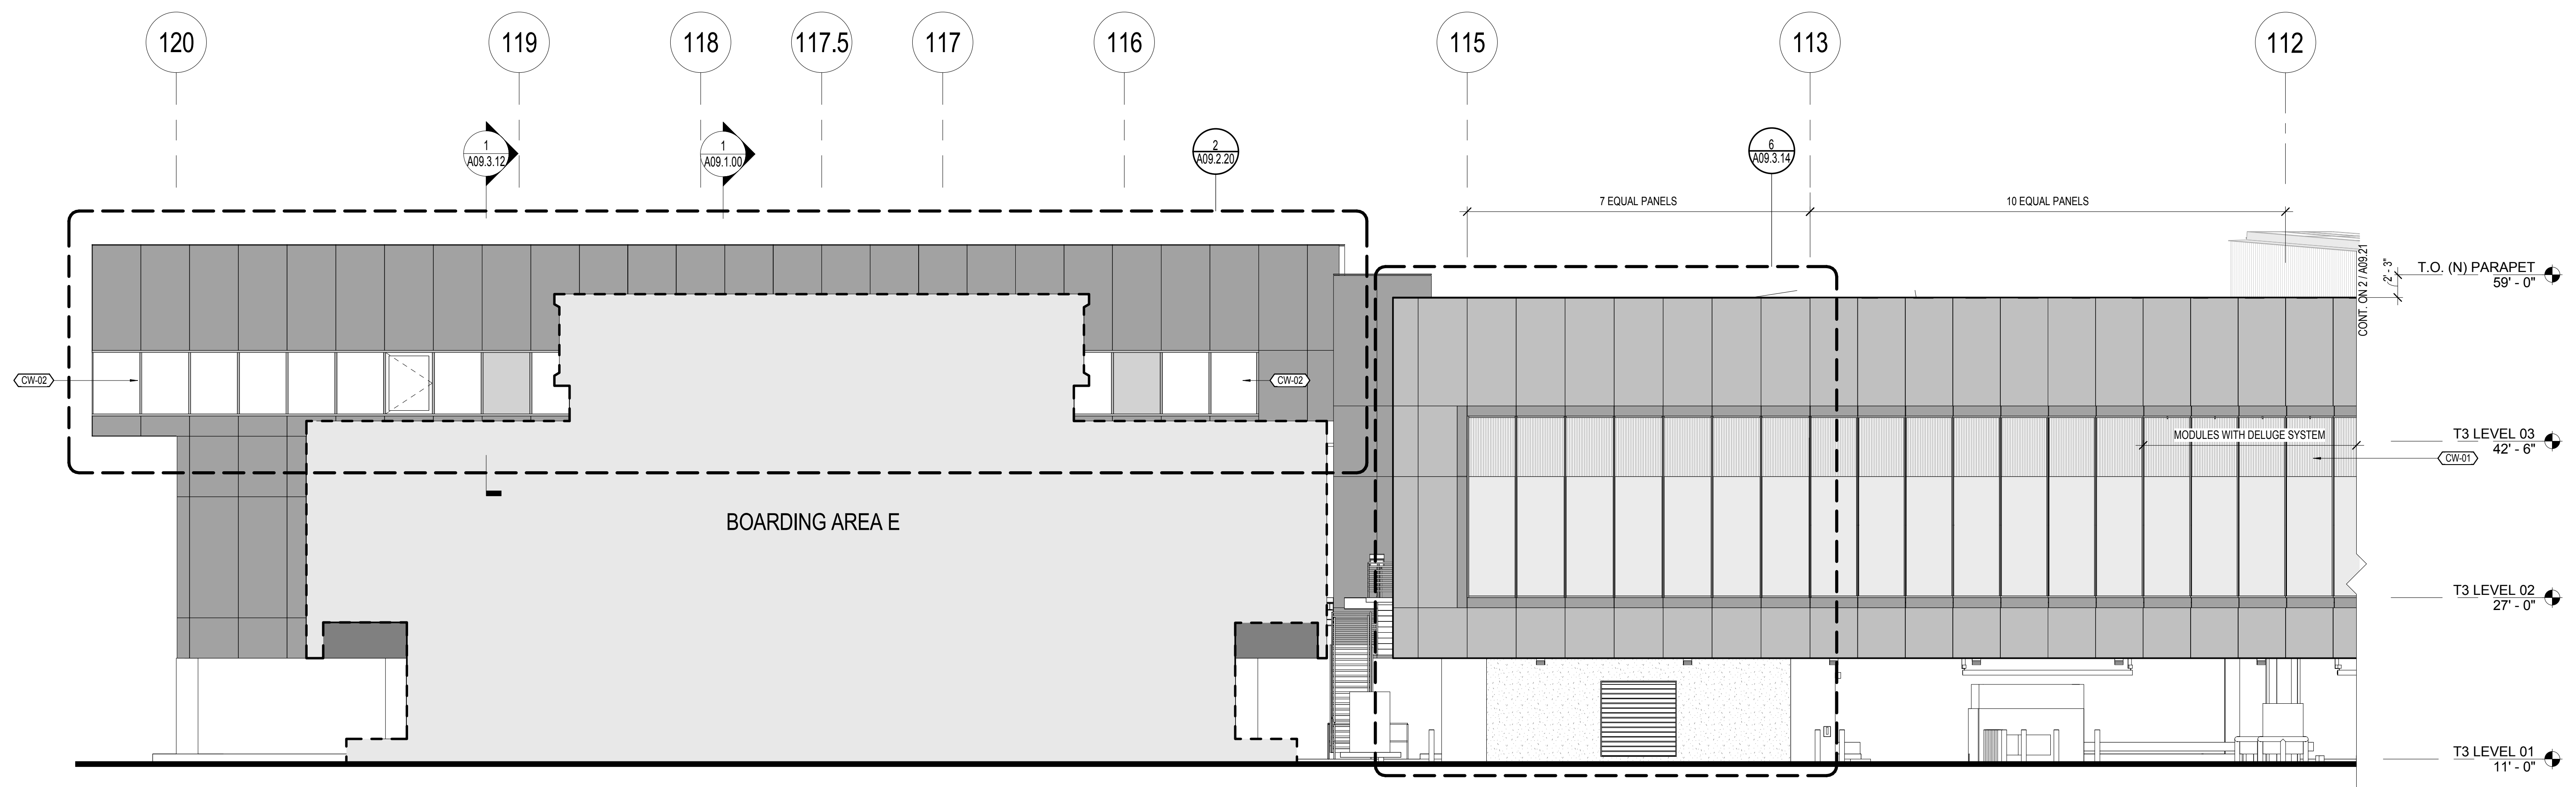 120
119
118
117.5
117
116
115
113
112
1
A09.3.12
1
A09.1.00
2
A09.2.20
6
A09.3.14
7 EQUAL PANELS
10 EQUAL PANELS
CONT. ON 2 / A09.21
2' - 3"
T.O. (N) PARAPET
59' - 0"
CW-02
CW-02
MODULES WITH DELUGE SYSTEM
T3 LEVEL 03
42' - 6"
CW-01
BOARDING AREA E
T3 LEVEL 02
27' - 0"
T3 LEVEL 01
11' - 0"